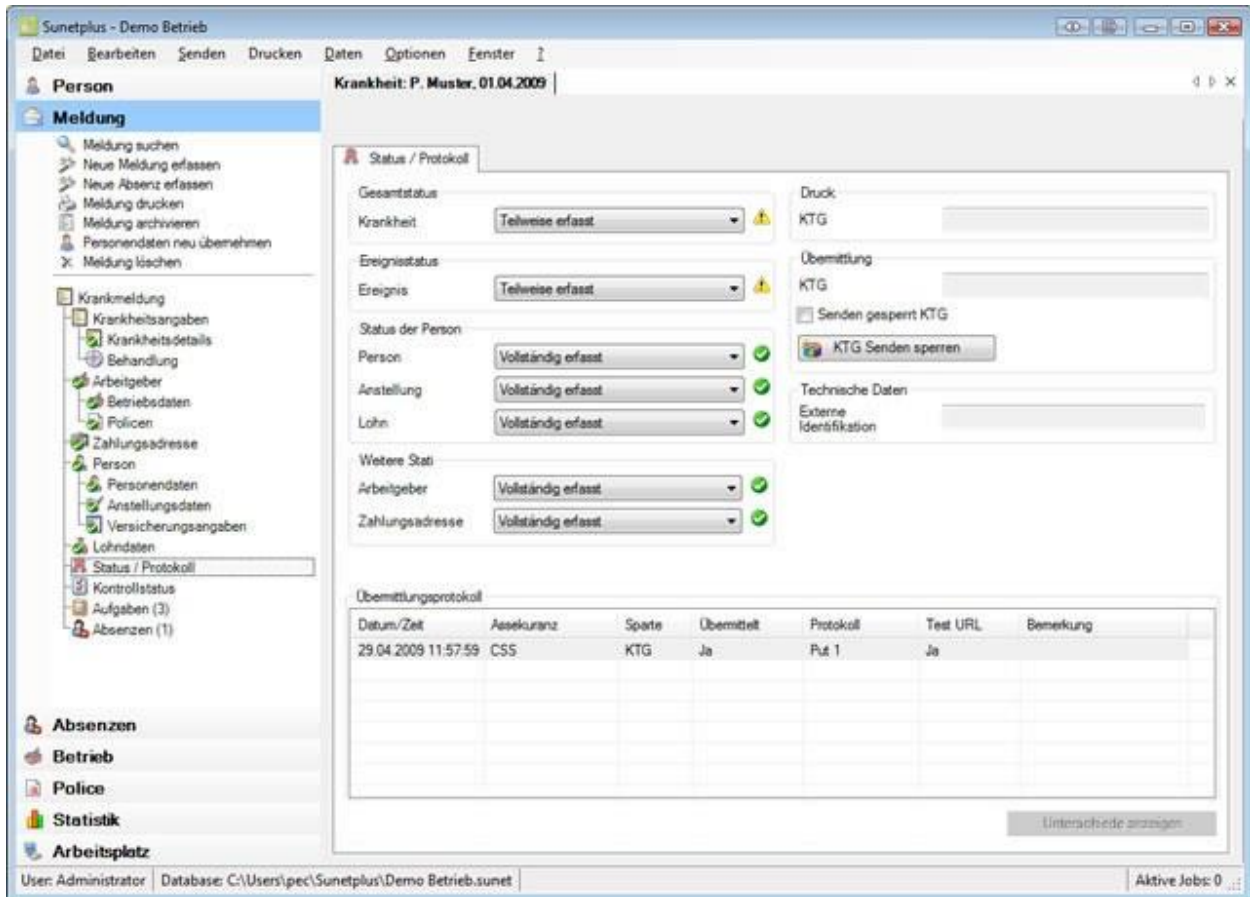 Sunetplus - Demo Betrieb
Datei Bearbeiten Senden Drucken Daten Optionen Fenster ?
Person
Meldung
Meldung suchen
Neue Meldung erfassen
Neue Absenz erfassen
Meldung drucken
Meldung archivieren
Personendaten neu übernehmen
Meldung löschen
Krankmeldung
Krankheitsangaben
Krankheitsdetails
Behandlung
Arbeitgeber
Betriebsdaten
Policen
Zahlungsadresse
Person
Personendaten
Anstellungsdaten
Versicherungsangaben
Lohndaten
Status / Protokoll
Kontrollstatus
Aufgaben (3)
Absenzen (1)
Absenzen
Betrieb
Police
Statistik
Arbeitsplatz
Krankheit: P. Muster, 01.04.2009
Status / Protokoll
Gesamtstatus
Krankheit Teilweise erfasst
Ereignisstatus
Ereignis Teilweise erfasst
Status der Person
Person Vollständig erfasst
Anstellung Vollständig erfasst
Lohn Vollständig erfasst
Weitere Stati
Arbeitgeber Vollständig erfasst
Zahlungsadresse Vollständig erfasst
Druck
KTG
Übermittlung
KTG
Senden gesperrt KTG
KTG Senden sperren
Technische Daten
Externe
Identifikation
Übermittlungsprotokoll
Datum/Zeit Assekuranz Sparte Übermittelt Protokoll Test URL Bemerkung
29.04.2009 11:57:59 CSS KTG Ja Put 1 Ja
Unterschiede anzeigen
User: Administrator Database: C:\Users\pec\Sunetplus\Demo Betrieb.sunet Aktive Jobs: 0